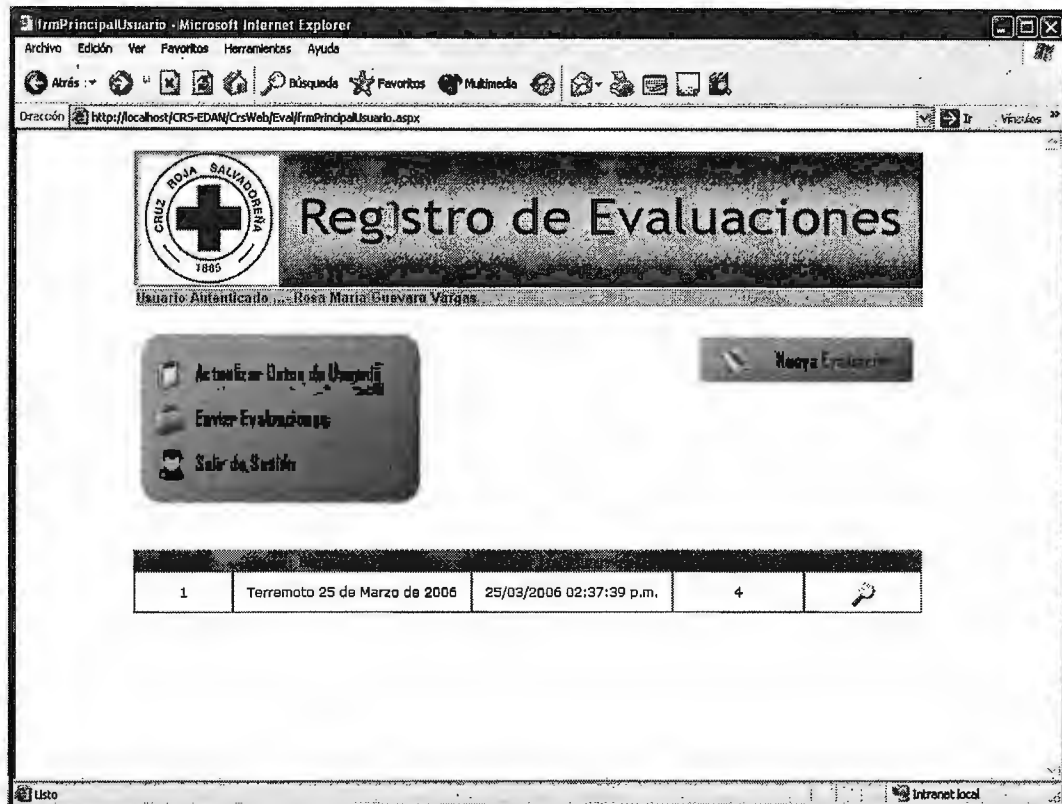 frmPrincipalUsuario - Microsoft Internet Explorer
Archivo Edición Ver Favoritos Herramientas Ayuda
Atrás Búsqueda Favoritos Multimedia
Dirección http://localhost/CRS-EDAN/CrsWeb/Eval/frmPrincipalUsuario.aspx Ir Vínculos »
CRUZ ROJA SALVADOREÑA
1885
Registro de Evaluaciones
Usuario Autenticado ...- Rosa Maria Guevara Vargas
Actualizar Datos de Usuario
Nueva Evaluacion
Enviar Evaluaciones
Salir de Sesión
1 Terremoto 25 de Marzo de 2006 25/03/2006 02:37:39 p.m. 4
Listo Intranet local